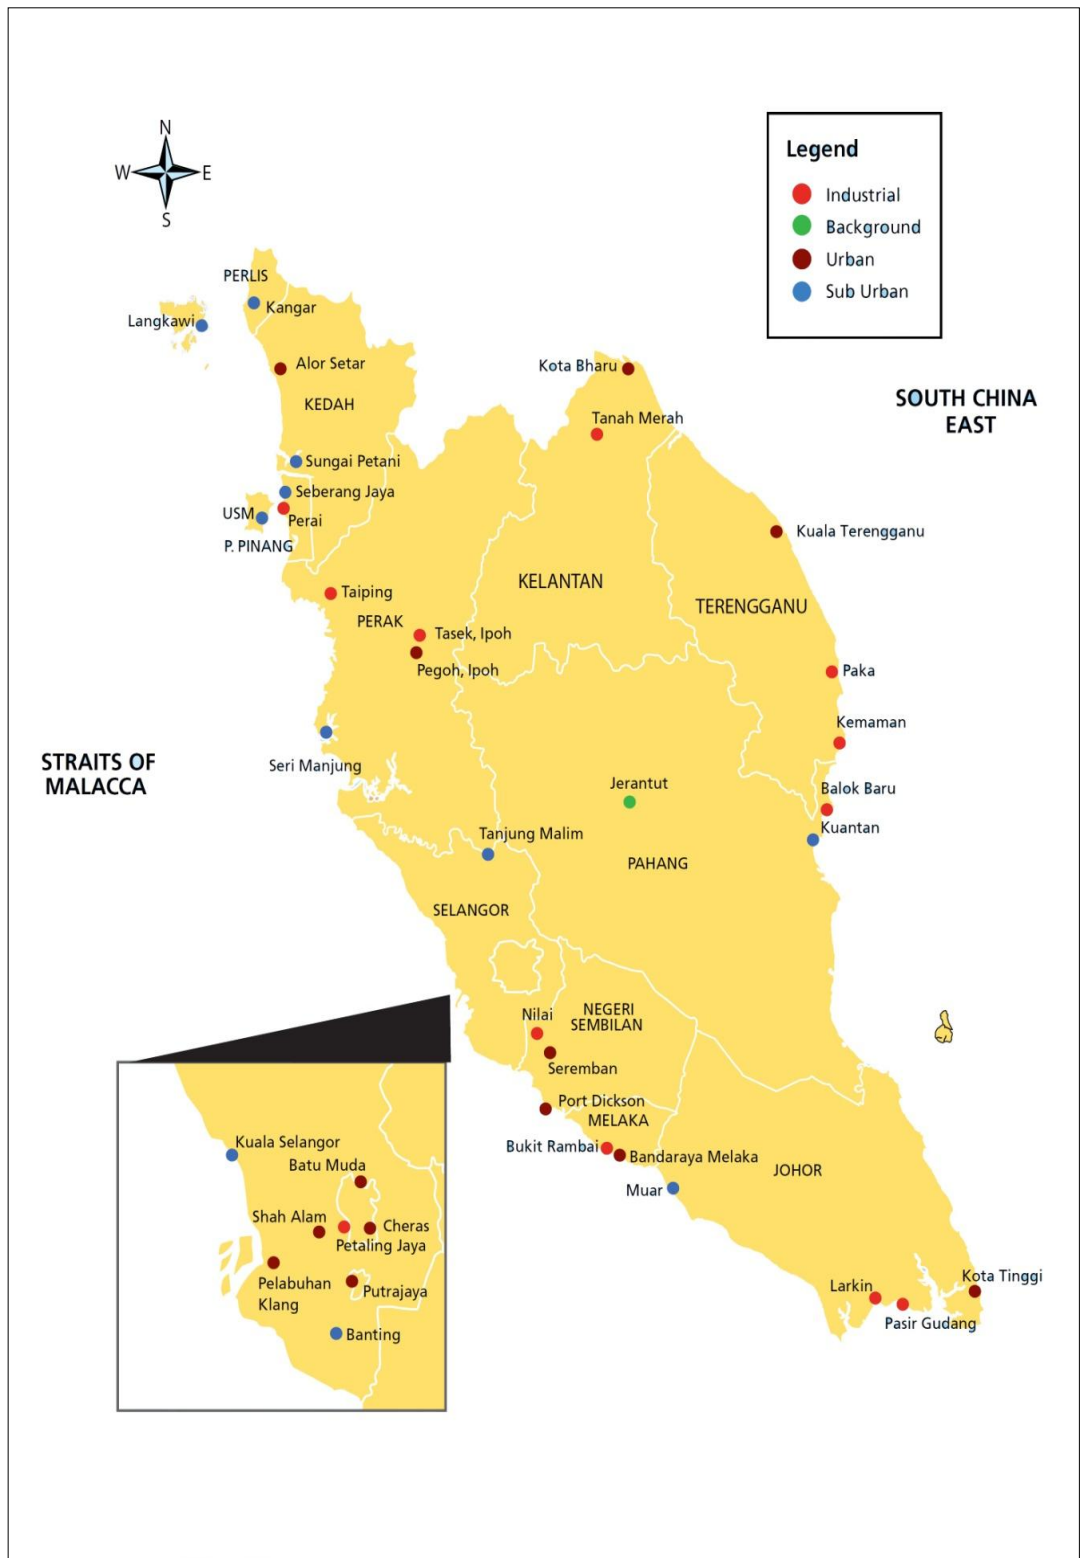 N
W
E
S
Legend
Industrial
Background
Urban
Sub Urban
PERLIS
Kangar
Langkawi
Alor Setar
KEDAH
Kota Bharu
Tanah Merah
SOUTH CHINA
EAST
Sungai Petani
Seberang Jaya
USM
Perai
P. PINANG
Kuala Terengganu
KELANTAN
TERENGGANU
Taiping
PERAK
Tasek, Ipoh
Pegoh, Ipoh
Paka
Kemaman
STRAITS OF
MALACCA
Seri Manjung
Jerantut
Balok Baru
Kuantan
Tanjung Malim
PAHANG
SELANGOR
Nilai
NEGERI
SEMBILAN
Seremban
Port Dickson
MELAKA
Bukit Rambai
Bandaraya Melaka
JOHOR
Muar
Kuala Selangor
Batu Muda
Shah Alam
Cheras
Petaling Jaya
Pelabuhan
Klang
Putrajaya
Banting
Larkin
Kota Tinggi
Pasir Gudang